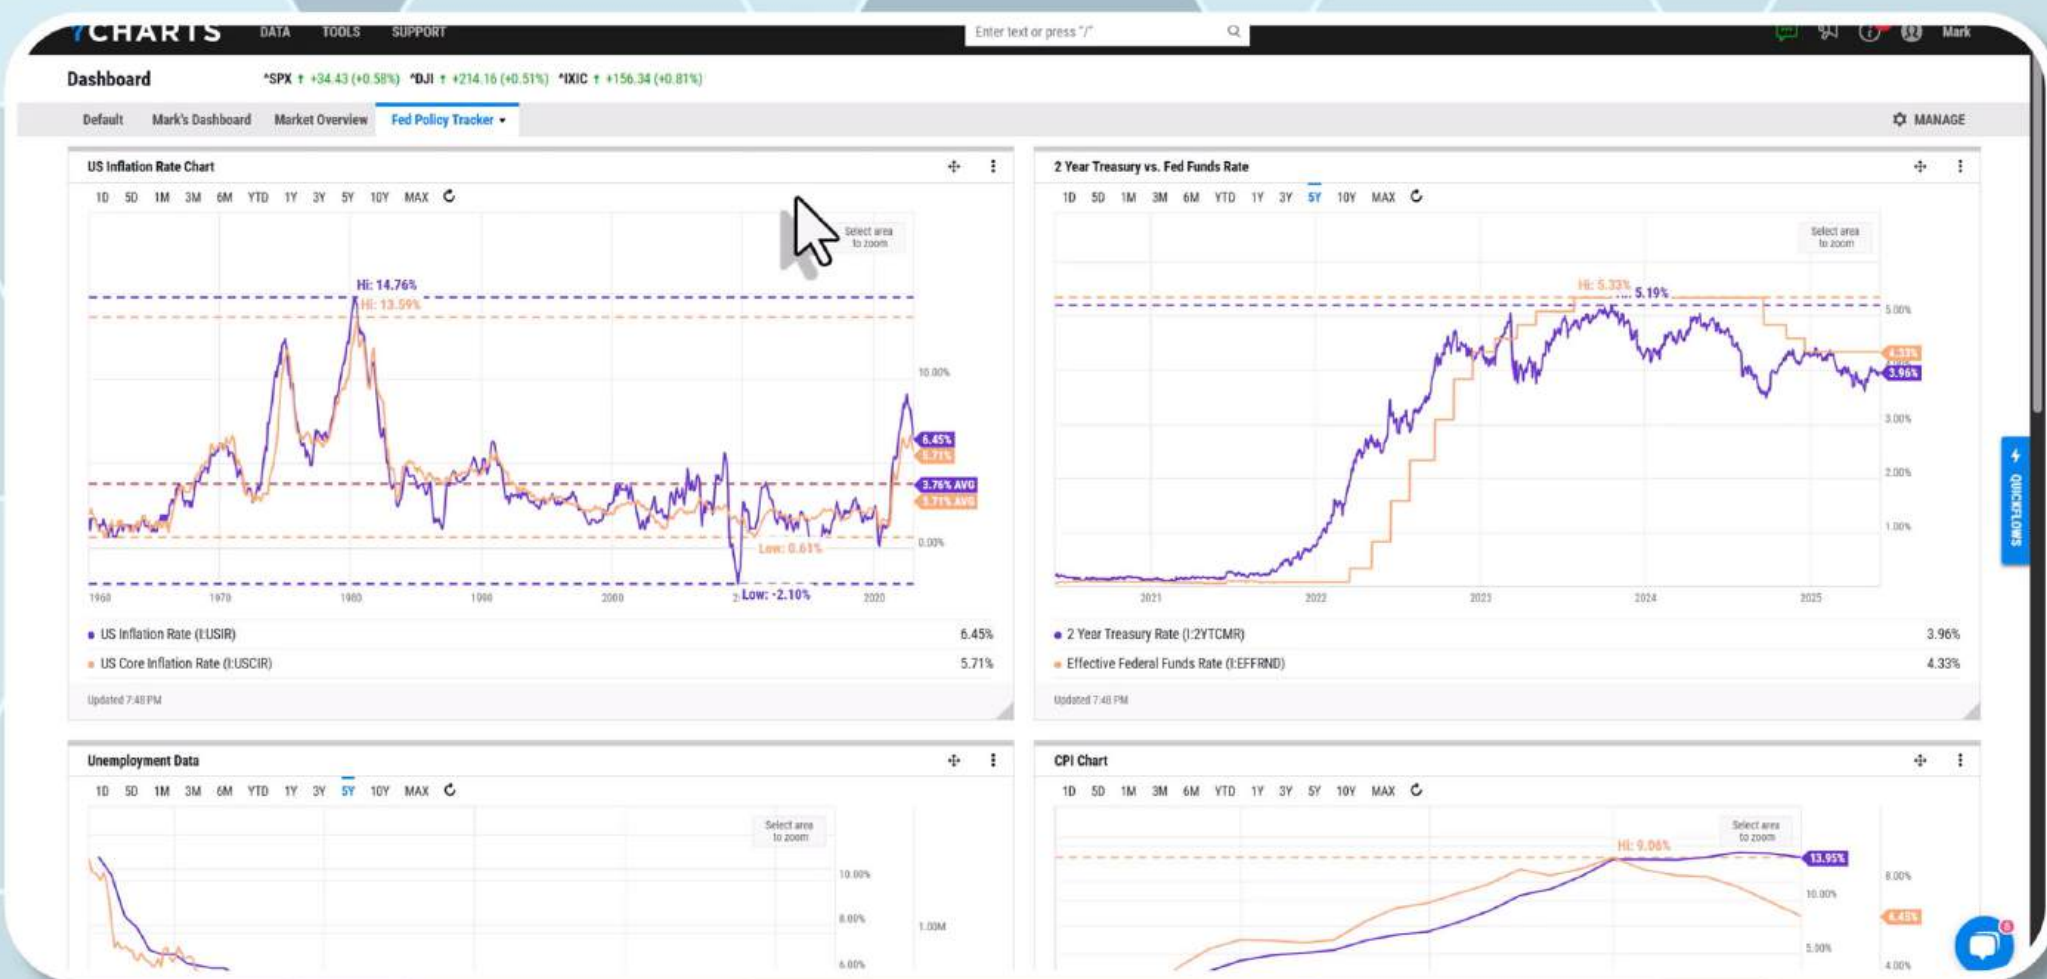 YCHARTS DATA TOOLS SUPPORT Enter text or press "/" Mark
Dashboard ^SPX ↑ +34.43 (+0.58%) ^DJI ↑ +214.16 (+0.51%) ^IXIC ↑ +156.34 (+0.81%)
Default Mark's Dashboard Market Overview Fed Policy Tracker MANAGE
US Inflation Rate Chart
1D 5D 1M 3M 6M YTD 1Y 3Y 5Y 10Y MAX
Select area
to zoom
Hi: 14.76%
Hi: 13.59%
10.00%
6.45%
5.71%
3.76% AVG
3.71% AVG
0.00%
Low: 0.61%
Low: -2.10%
1960 1970 1980 1990 2000 2020
US Inflation Rate (I:USIR) 6.45%
US Core Inflation Rate (I:USCIR) 5.71%
Updated 7:48 PM
2 Year Treasury vs. Fed Funds Rate
1D 5D 1M 3M 6M YTD 1Y 3Y 5Y 10Y MAX
Select area
to zoom
Hi: 5.33%
5.19%
5.00%
4.33%
3.96%
3.00%
2.00%
1.00%
2021 2022 2023 2024 2025
2 Year Treasury Rate (I:2YTCMR) 3.96%
Effective Federal Funds Rate (I:EFFRND) 4.33%
Updated 7:48 PM
QUICKFLOWS
Unemployment Data
1D 5D 1M 3M 6M YTD 1Y 3Y 5Y 10Y MAX
Select area
to zoom
10.00%
8.00%
1.00M
6.00%
CPI Chart
1D 5D 1M 3M 6M YTD 1Y 3Y 5Y 10Y MAX
Select area
to zoom
Hi: 9.06%
13.95%
8.00%
10.00%
6.45%
5.00%
4.00%
8